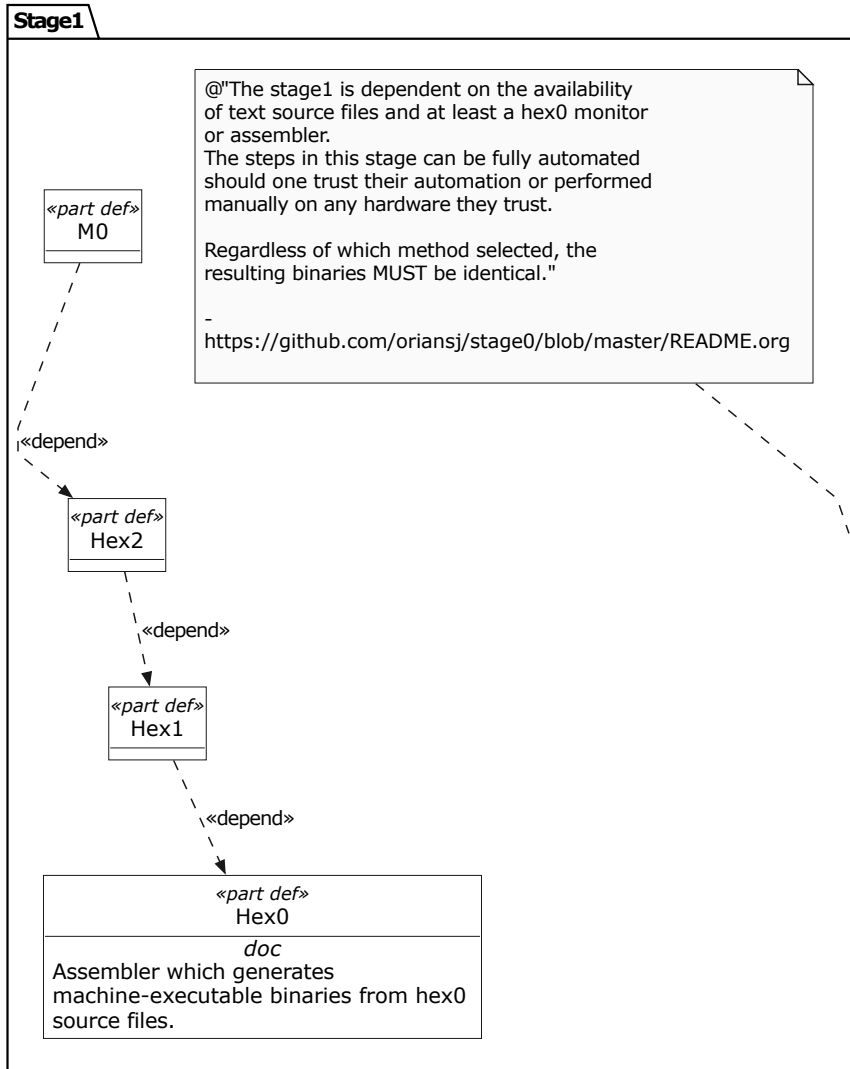 Stage1
@"The stage1 is dependent on the availability
of text source files and at least a hex0 monitor
or assembler.
The steps in this stage can be fully automated
should one trust their automation or performed
manually on any hardware they trust.
Regardless of which method selected, the
resulting binaries MUST be identical."
-
https://github.com/oriansj/stage0/blob/master/README.org
«part def»
M0
«depend»
«part def»
Hex2
«depend»
«part def»
Hex1
«depend»
«part def»
Hex0
doc
Assembler which generates
machine-executable binaries from hex0
source files.